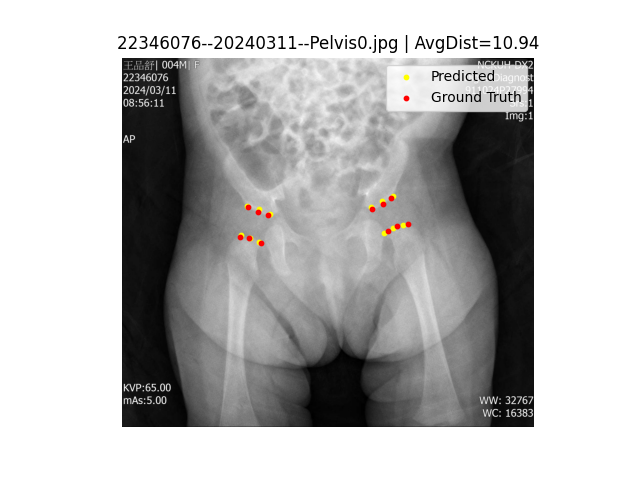 22346076--20240311--Pelvis0.jpg | AvgDist=10.94
王品舒| 004M| F
22346076
2024/03/11
08:56:11
AP
NCKUH-DX2
Diagnost
Img:1
Predicted
Ground Truth
KVP:65.00
mAs:5.00
WW: 32767
WC: 16383